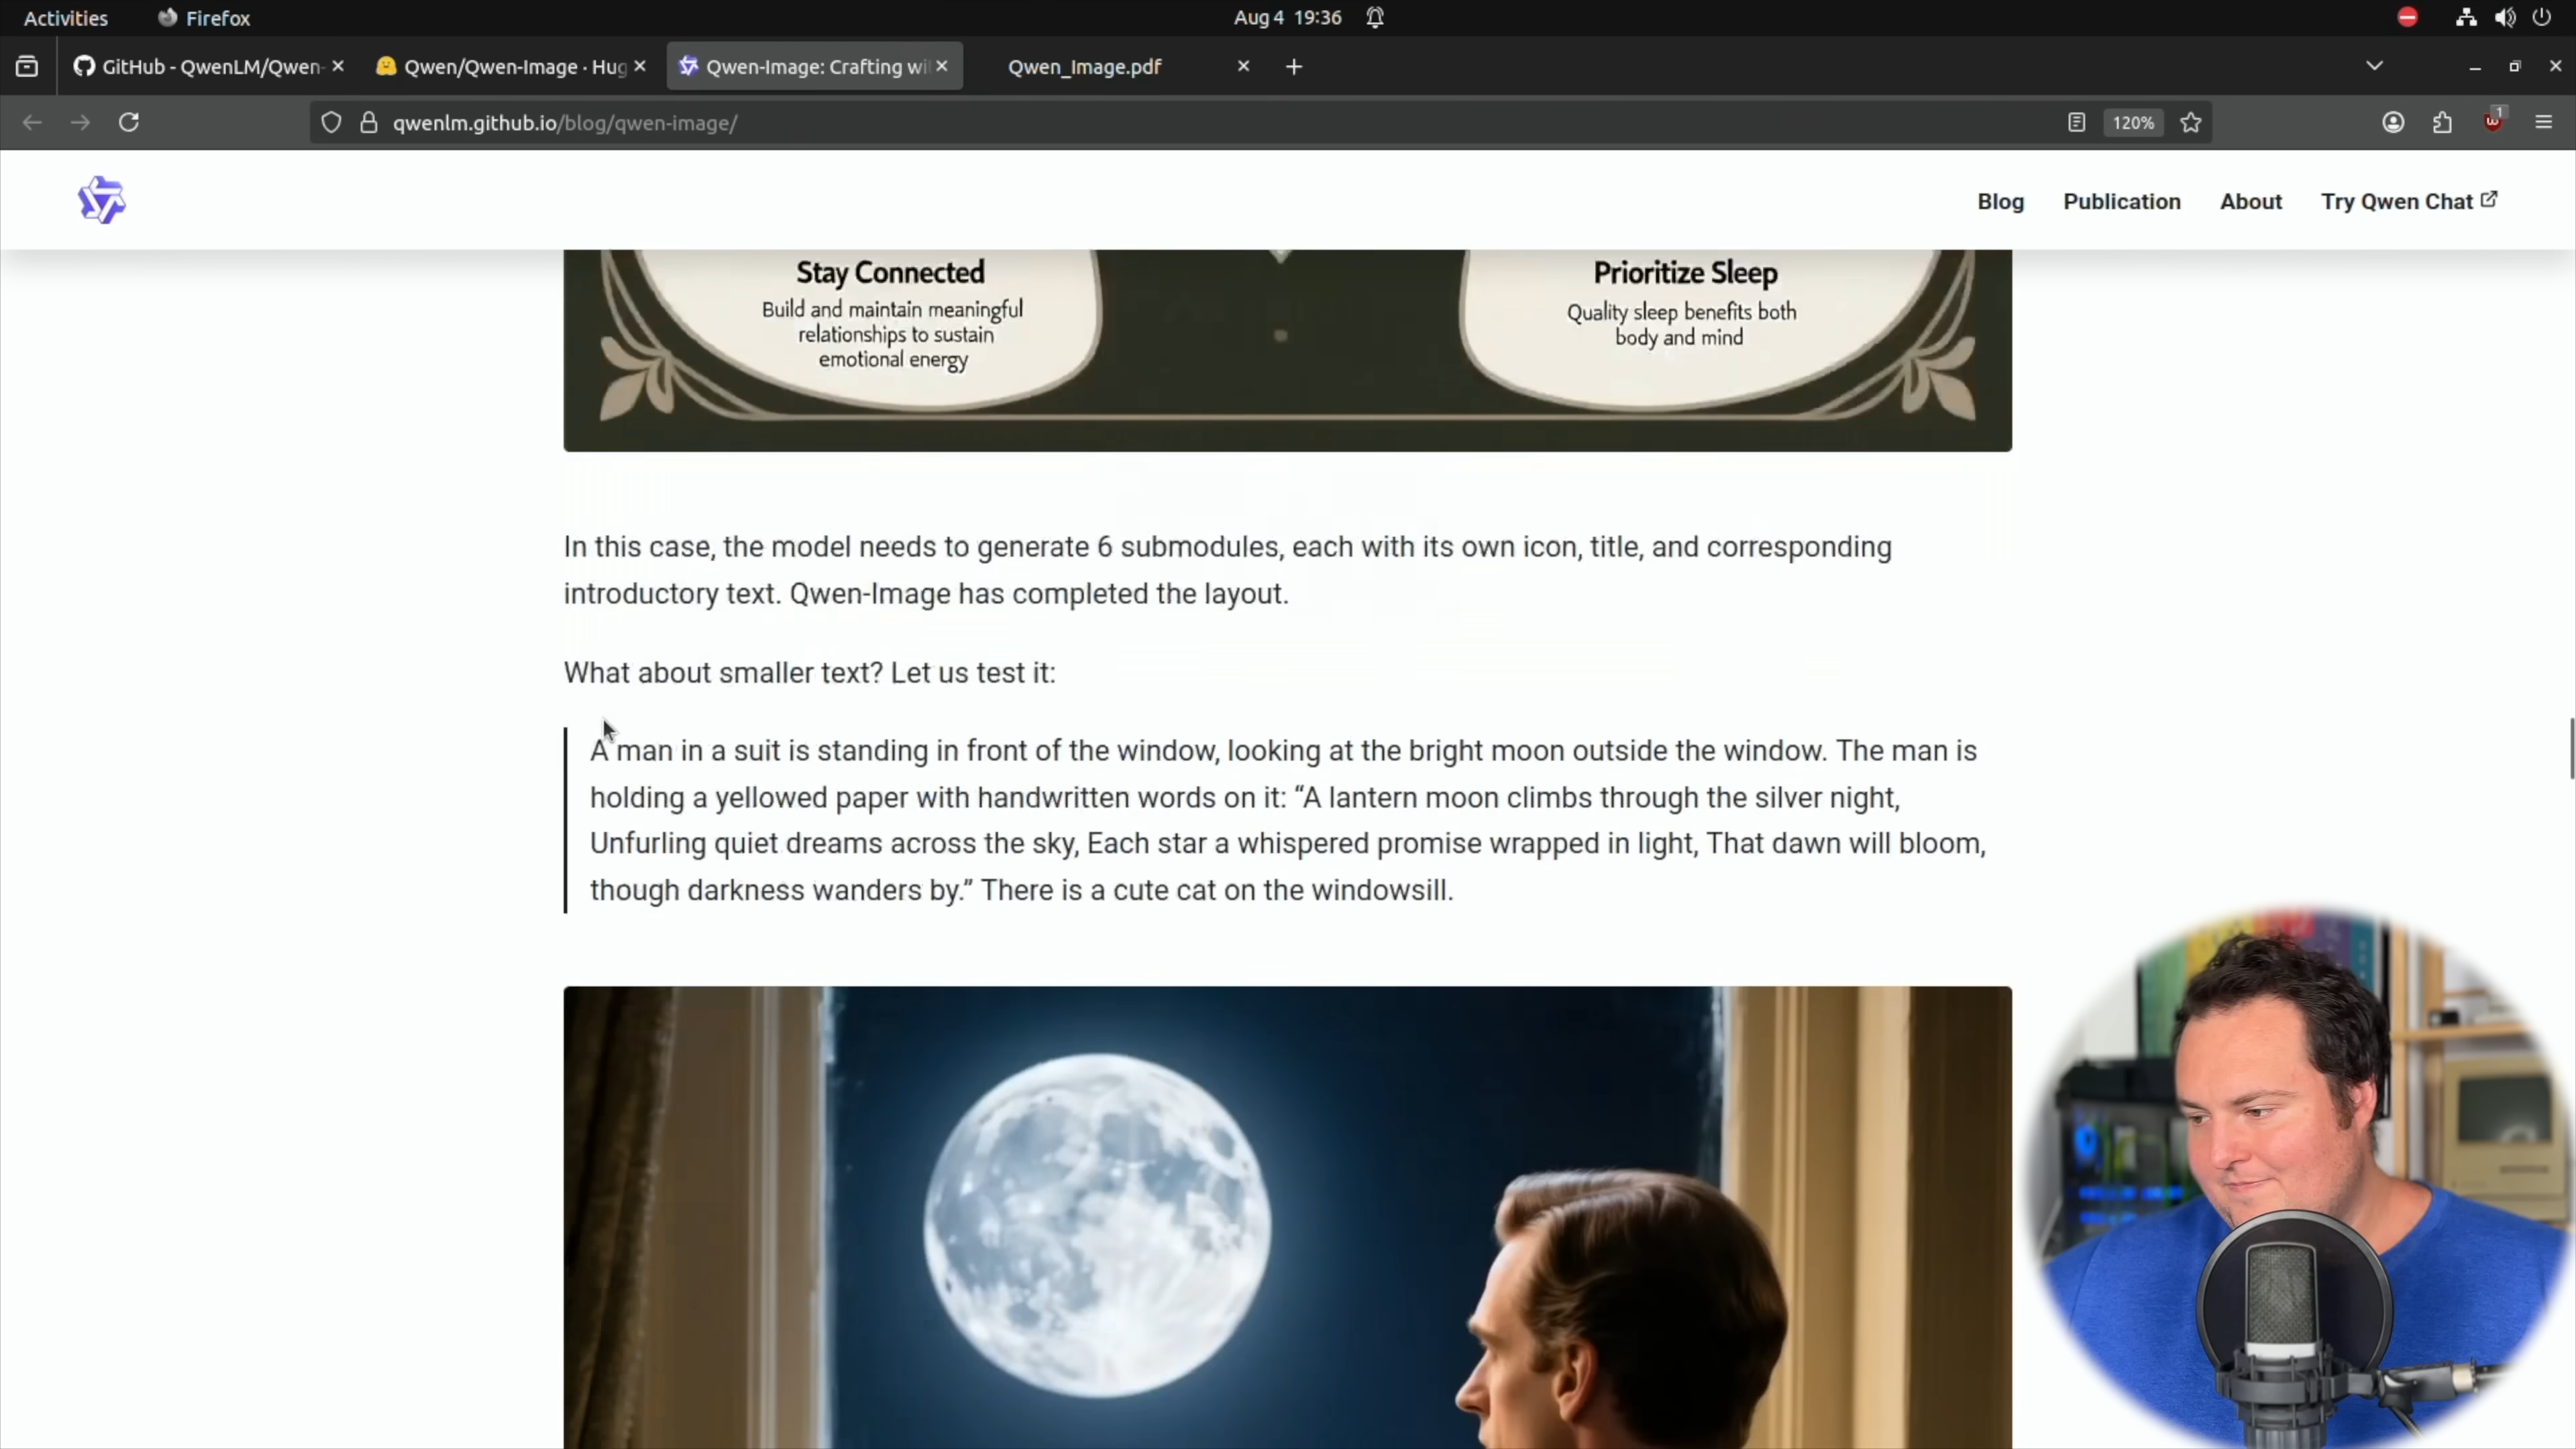 Activities
Firefox
Aug 4 19:36
GitHub - QwenLM/Qwen-
Qwen/Qwen-Image · Hug
Qwen-Image: Crafting wi
Qwen_Image.pdf
qwenlm.github.io/blog/qwen-image/
120%
1
Blog
Publication
About
Try Qwen Chat
Stay Connected
Build and maintain meaningful
relationships to sustain
emotional energy
Prioritize Sleep
Quality sleep benefits both
body and mind
In this case, the model needs to generate 6 submodules, each with its own icon, title, and corresponding
introductory text. Qwen-Image has completed the layout.
What about smaller text? Let us test it:
A man in a suit is standing in front of the window, looking at the bright moon outside the window. The man is
holding a yellowed paper with handwritten words on it: “A lantern moon climbs through the silver night,
Unfurling quiet dreams across the sky, Each star a whispered promise wrapped in light, That dawn will bloom,
though darkness wanders by.” There is a cute cat on the windowsill.